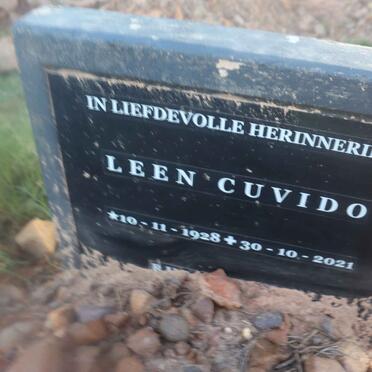 IN LIEFDEVOLLE HERINNERI
LEEN CUVIDO
★10-11-1928 ✚ 30-10-2021